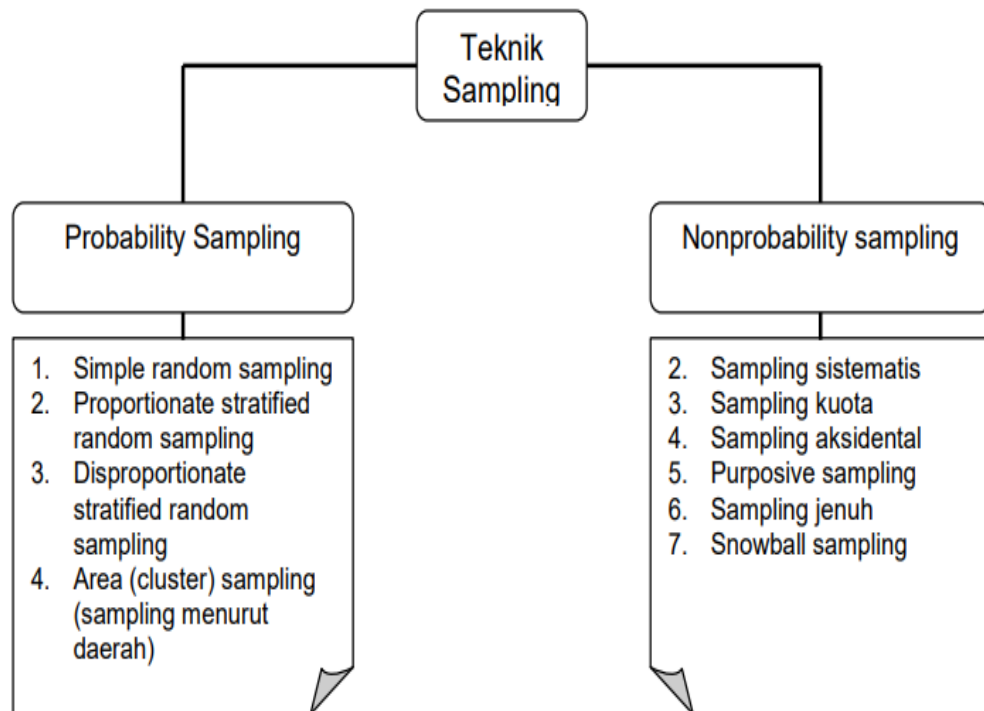 Teknik
Sampling
Probability Sampling
1. Simple random sampling
2. Proportionate stratified
random sampling
3. Disproportionate
stratified random
sampling
4. Area (cluster) sampling
(sampling menurut
daerah)
Nonprobability sampling
2. Sampling sistematis
3. Sampling kuota
4. Sampling aksidental
5. Purposive sampling
6. Sampling jenuh
7. Snowball sampling